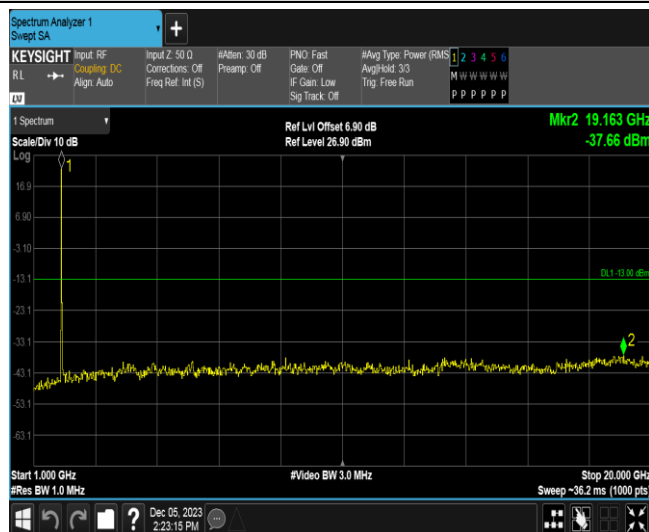 Spectrum Analyzer 1
Swept SA
+
KEYSIGHT
RL
LXI
Input: RF
Coupling: DC
Align: Auto
Input Z: 50 Ω
Corrections: Off
Freq Ref: Int (S)
#Atten: 30 dB
Preamp: Off
PNO: Fast
Gate: Off
IF Gain: Low
Sig Track: Off
#Avg Type: Power (RMS
Avg|Hold: 3/3
Trig: Free Run
1 2 3 4 5 6
M W W W W W
P P P P P P
1 Spectrum
Scale/Div 10 dB
Log
Ref Lvl Offset 6.90 dB
Ref Level 26.90 dBm
Mkr2 19.163 GHz
-37.66 dBm
1
16.9
6.90
-3.10
-13.1
DL1 -13.00 dBm
-23.1
-33.1
2
-43.1
-53.1
-63.1
Start 1.000 GHz
#Res BW 1.0 MHz
#Video BW 3.0 MHz
Stop 20.000 GHz
Sweep ~36.2 ms (1000 pts)
?
Dec 05, 2023
2:23:15 PM